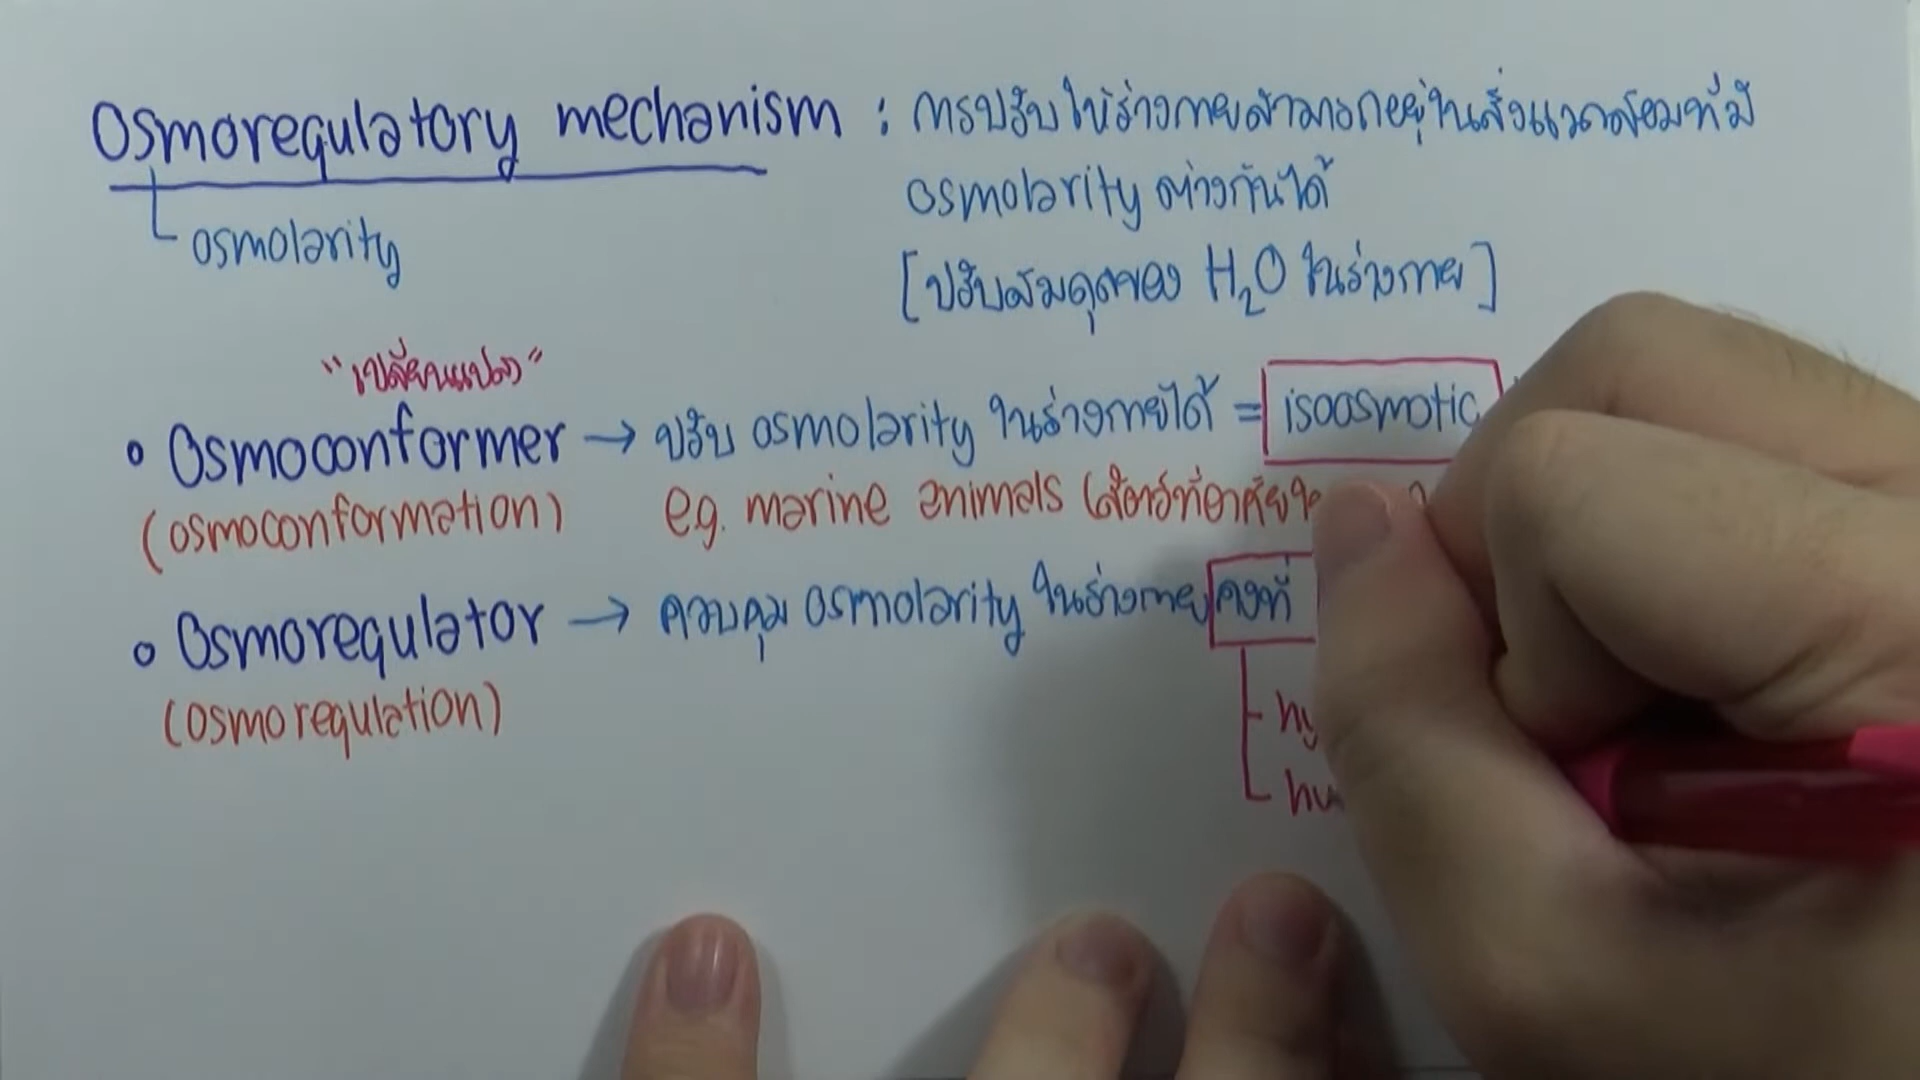 Osmoregulatory mechanism : การปรับให้ร่างกายสามารถอยู่ในสิ่งแวดล้อมที่มี
osmolarity ต่างกันได้
osmolarity
[ปรับสมดุลของ H₂O ในร่างกาย]
"เปลี่ยนแปลง"
• Osmoconformer → ปรับ osmolarity ในร่างกายได้ = isoosmotic
(osmoconformation) e.g. marine animals (สัตว์ที่อาศัยใน
• Osmoregulator → ควบคุม osmolarity ในร่างกาย คงที่
(osmoregulation)